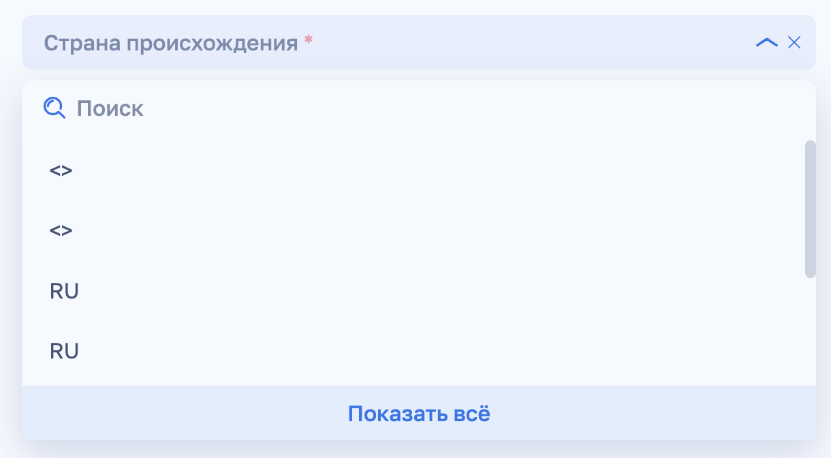 Страна происхождения *
Поиск
<>
<>
RU
RU
Показать всё